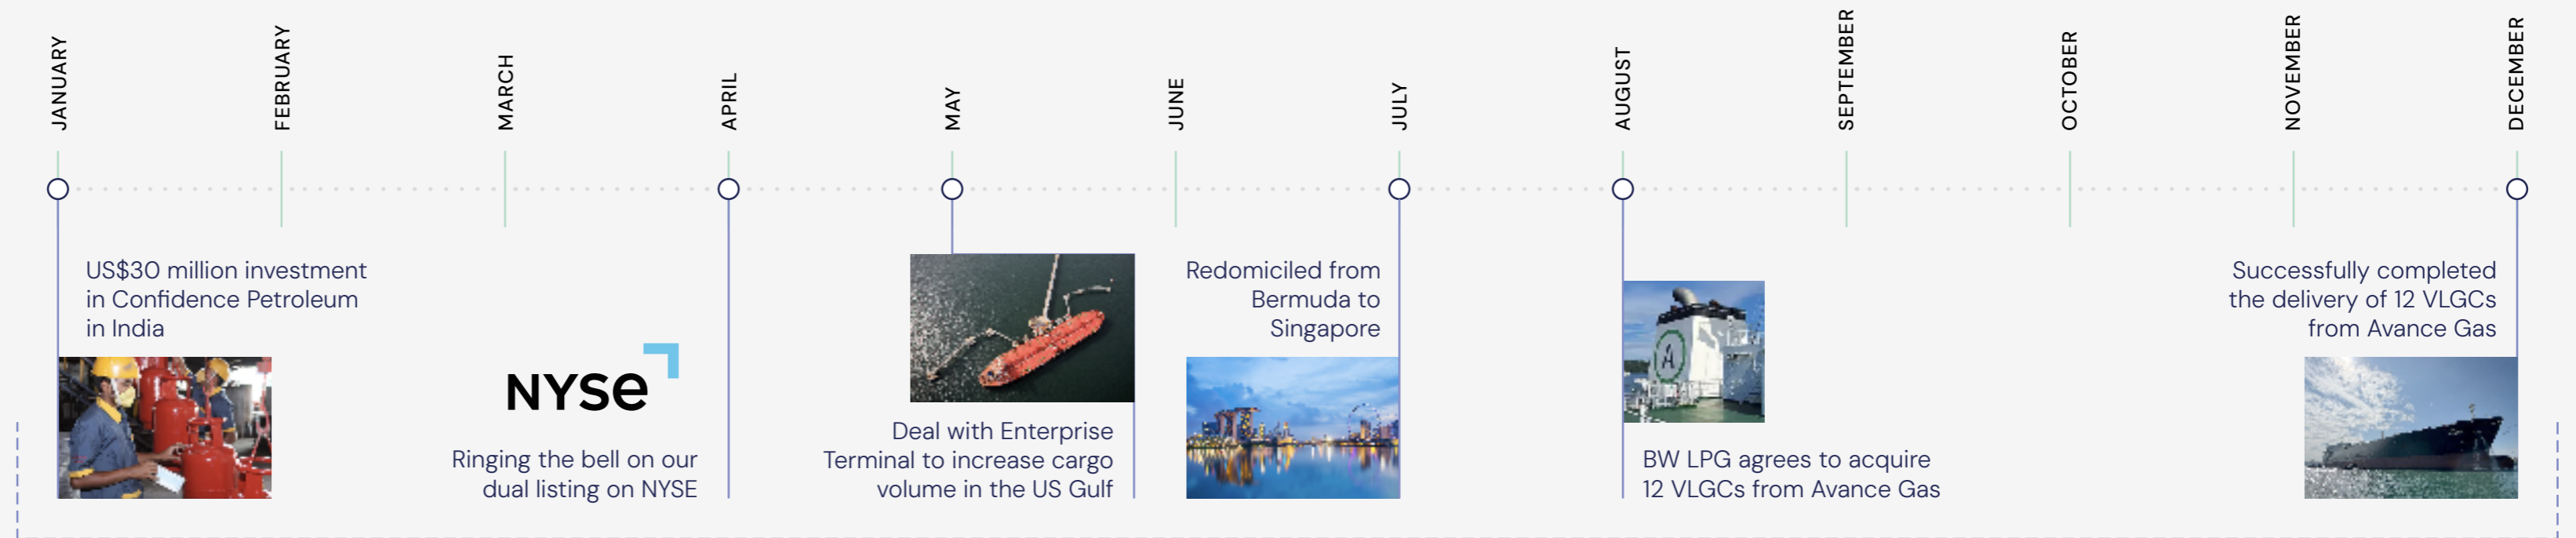 JANUARY
FEBRUARY
MARCH
APRIL
MAY
JUNE
JULY
AUGUST
SEPTEMBER
OCTOBER
NOVEMBER
DECEMBER
US$30 million investment
in Confidence Petroleum
in India
NYSE
Ringing the bell on our
dual listing on NYSE
Deal with Enterprise
Terminal to increase cargo
volume in the US Gulf
Redomiciled from
Bermuda to
Singapore
A
BW LPG agrees to acquire
12 VLGCs from Avance Gas
Successfully completed
the delivery of 12 VLGCs
from Avance Gas